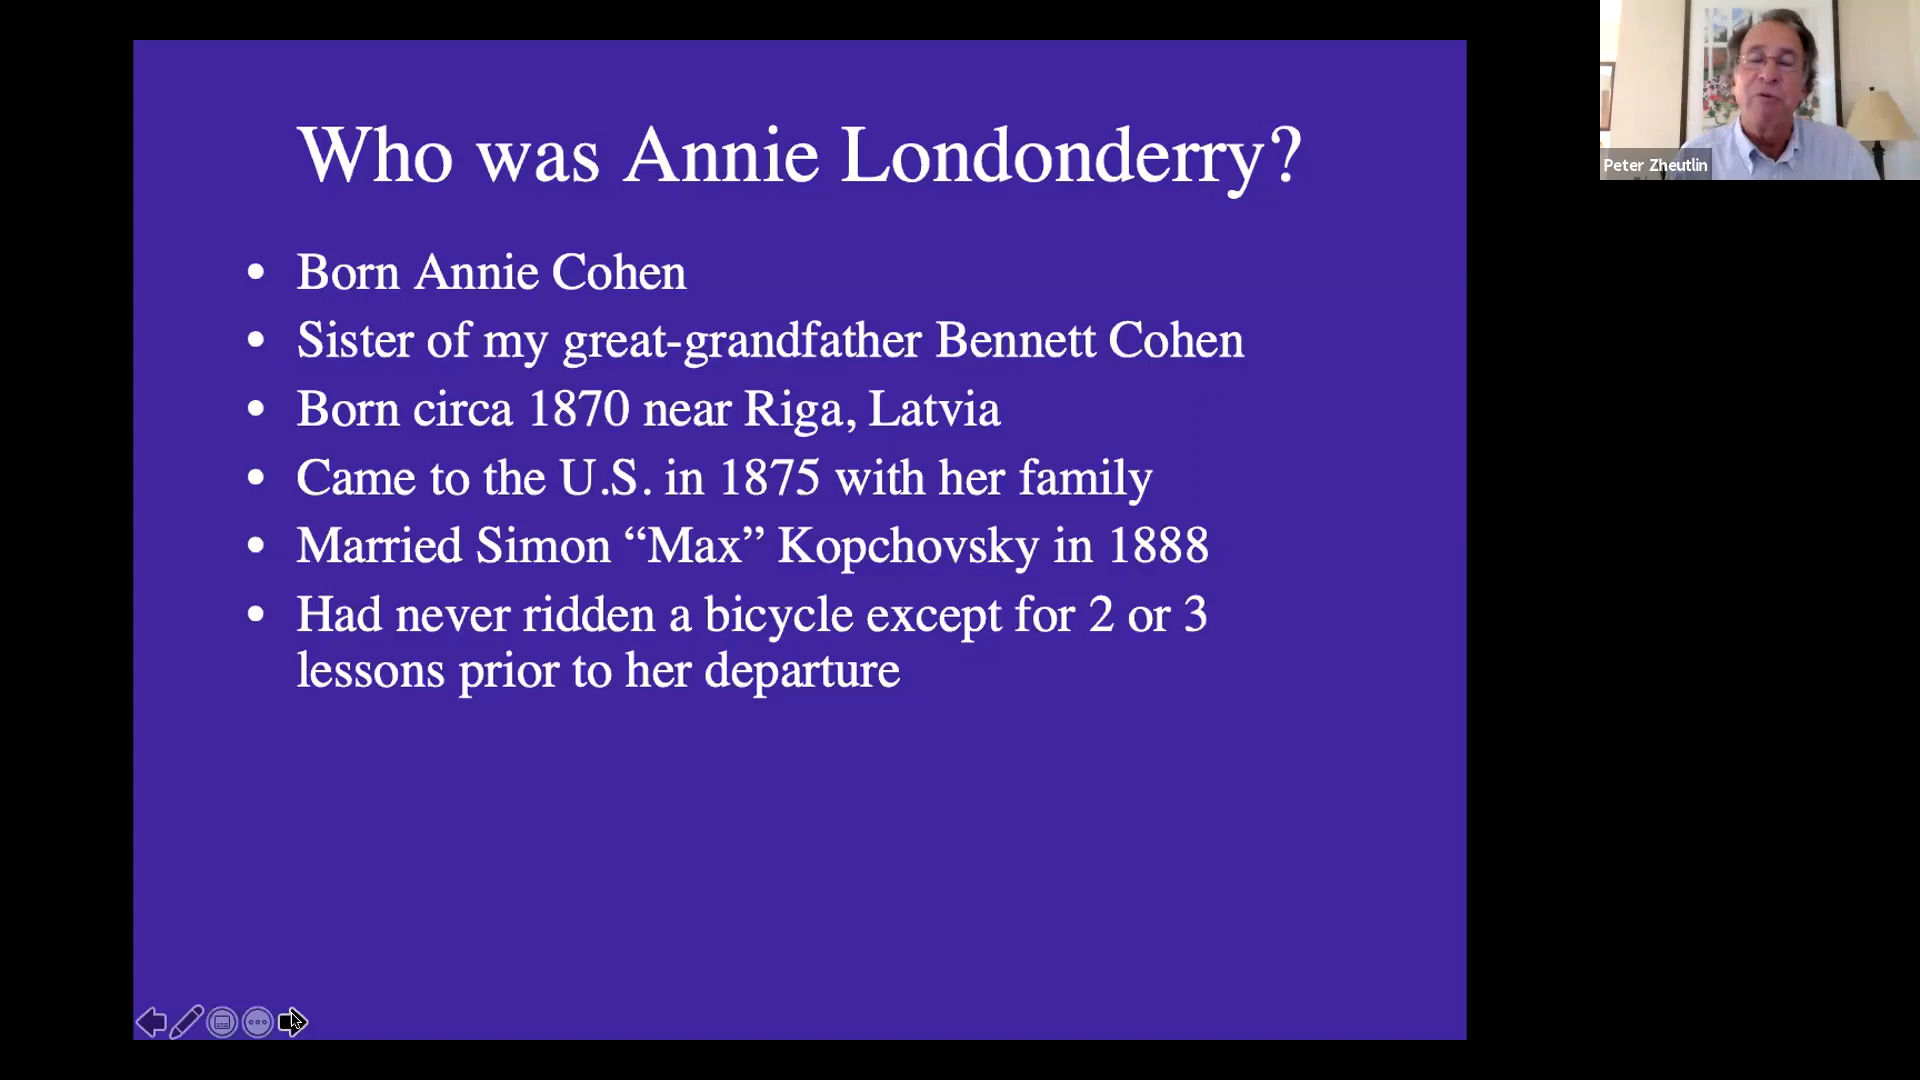 Who was Annie Londonderry?
• Born Annie Cohen
• Sister of my great-grandfather Bennett Cohen
• Born circa 1870 near Riga, Latvia
• Came to the U.S. in 1875 with her family
• Married Simon “Max” Kopchovsky in 1888
• Had never ridden a bicycle except for 2 or 3
lessons prior to her departure
Peter Zheutlin